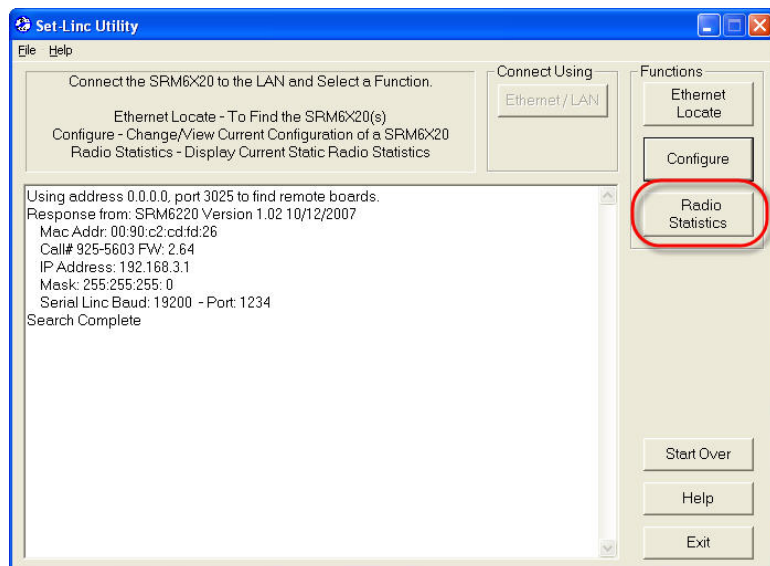 Set-Linc Utility
File Help
Connect the SRM6X20 to the LAN and Select a Function.
Ethernet Locate - To Find the SRM6X20(s)
Configure - Change/View Current Configuration of a SRM6X20
Radio Statistics - Display Current Static Radio Statistics
Connect Using
Ethernet / LAN
Functions
Ethernet
Locate
Configure
Radio
Statistics
Using address 0.0.0.0, port 3025 to find remote boards.
Response from: SRM6220 Version 1.02 10/12/2007
Mac Addr: 00:90:c2:cd:fd:26
Call# 925-5603 FW: 2.64
IP Address: 192.168.3.1
Mask: 255:255:255: 0
Serial Linc Baud: 19200 - Port: 1234
Search Complete
Start Over
Help
Exit